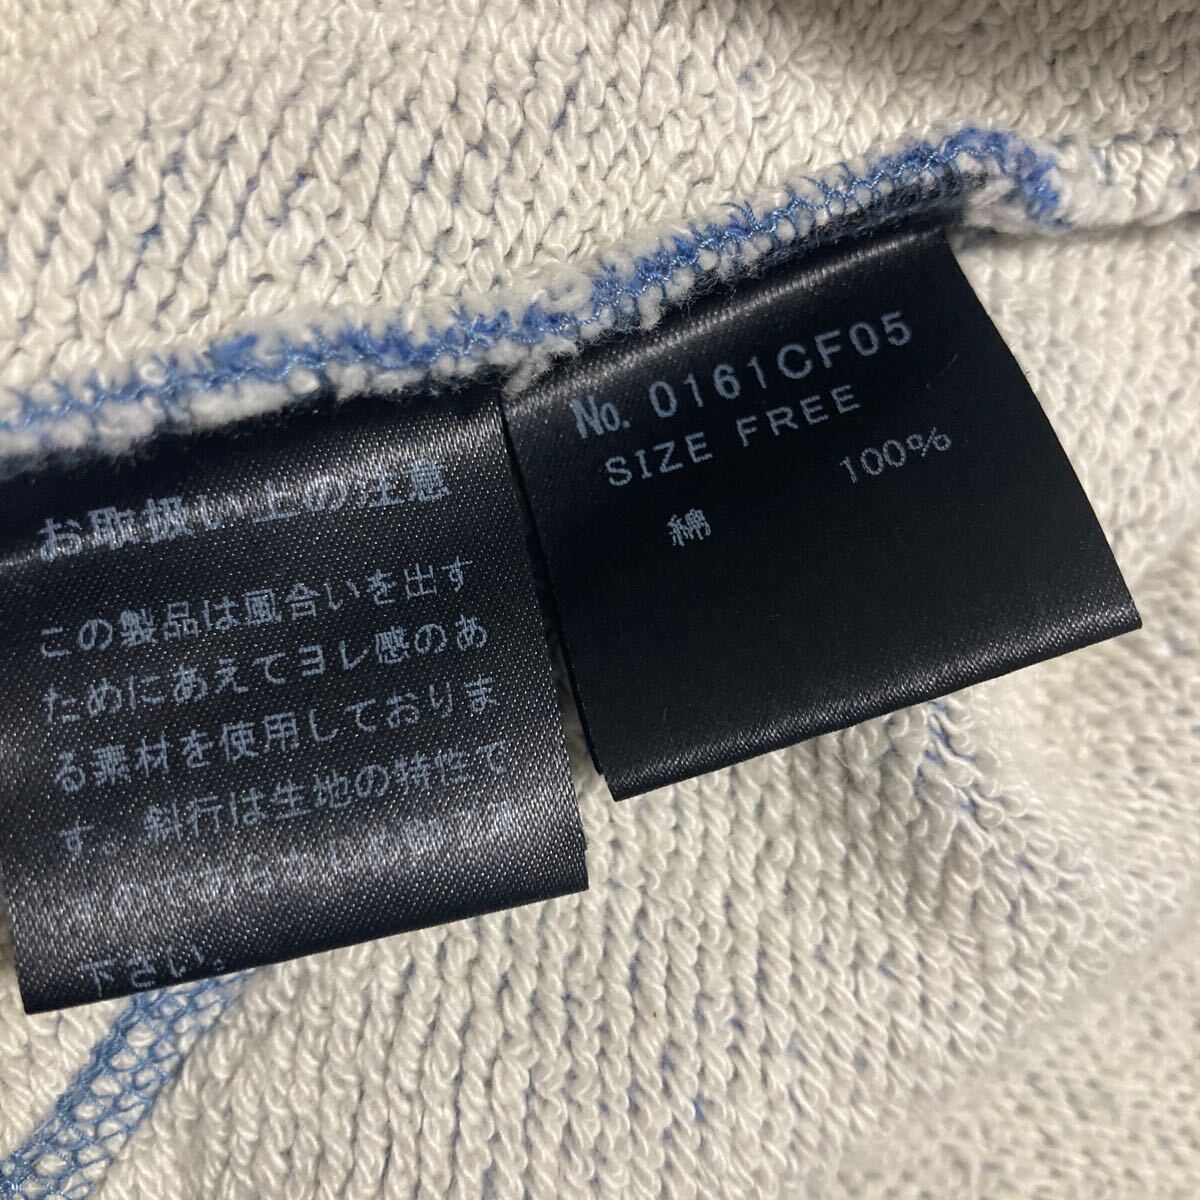 お取扱い上の注意
この製品は風合いを出す
ためにあえてヨレ感のあ
る素材を使用しておりま
す。斜行は生地の特性で
下さい。
No. 0161CF05
SIZE FREE
綿 100%